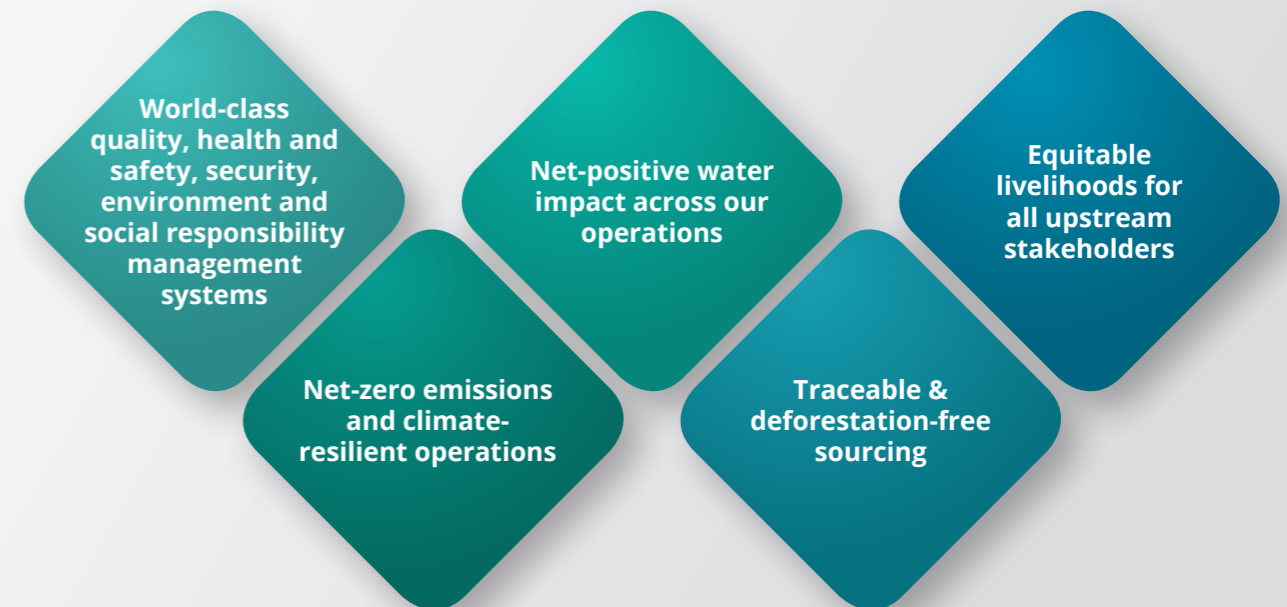 World-class
quality, health and
safety, security,
environment and
social responsibility
management
systems
Net-zero emissions
and climate-
resilient operations
Net-positive water
impact across our
operations
Traceable &
deforestation-free
sourcing
Equitable
livelihoods for
all upstream
stakeholders